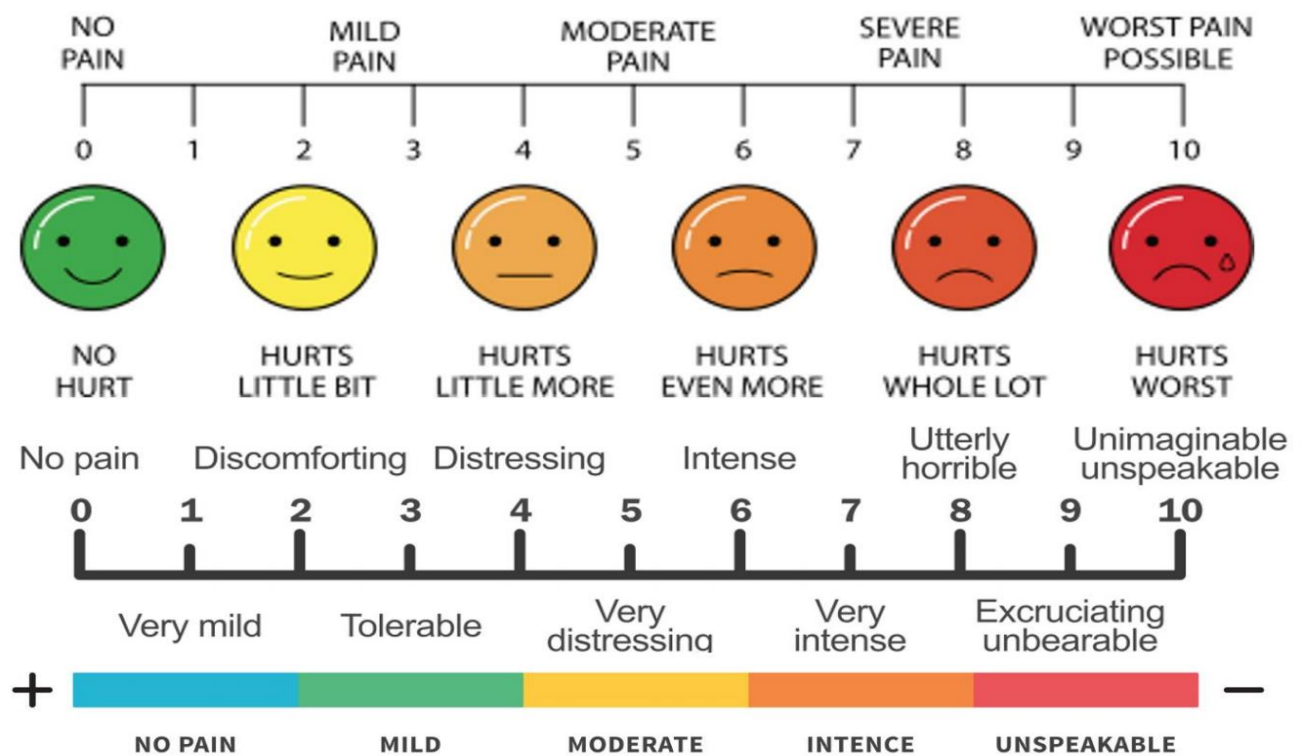 NO PAIN MILD PAIN MODERATE PAIN SEVERE PAIN WORST PAIN POSSIBLE
0 1 2 3 4 5 6 7 8 9 10
NO HURT HURTS LITTLE BIT HURTS LITTLE MORE HURTS EVEN MORE HURTS WHOLE LOT HURTS WORST
No pain Discomforting Distressing Intense Utterly horrible Unimaginable unspeakable
0 1 2 3 4 5 6 7 8 9 10
Very mild Tolerable Very distressing Very intense Excruciating unbearable
+ −
NO PAIN MILD MODERATE INTENCE UNSPEAKABLE